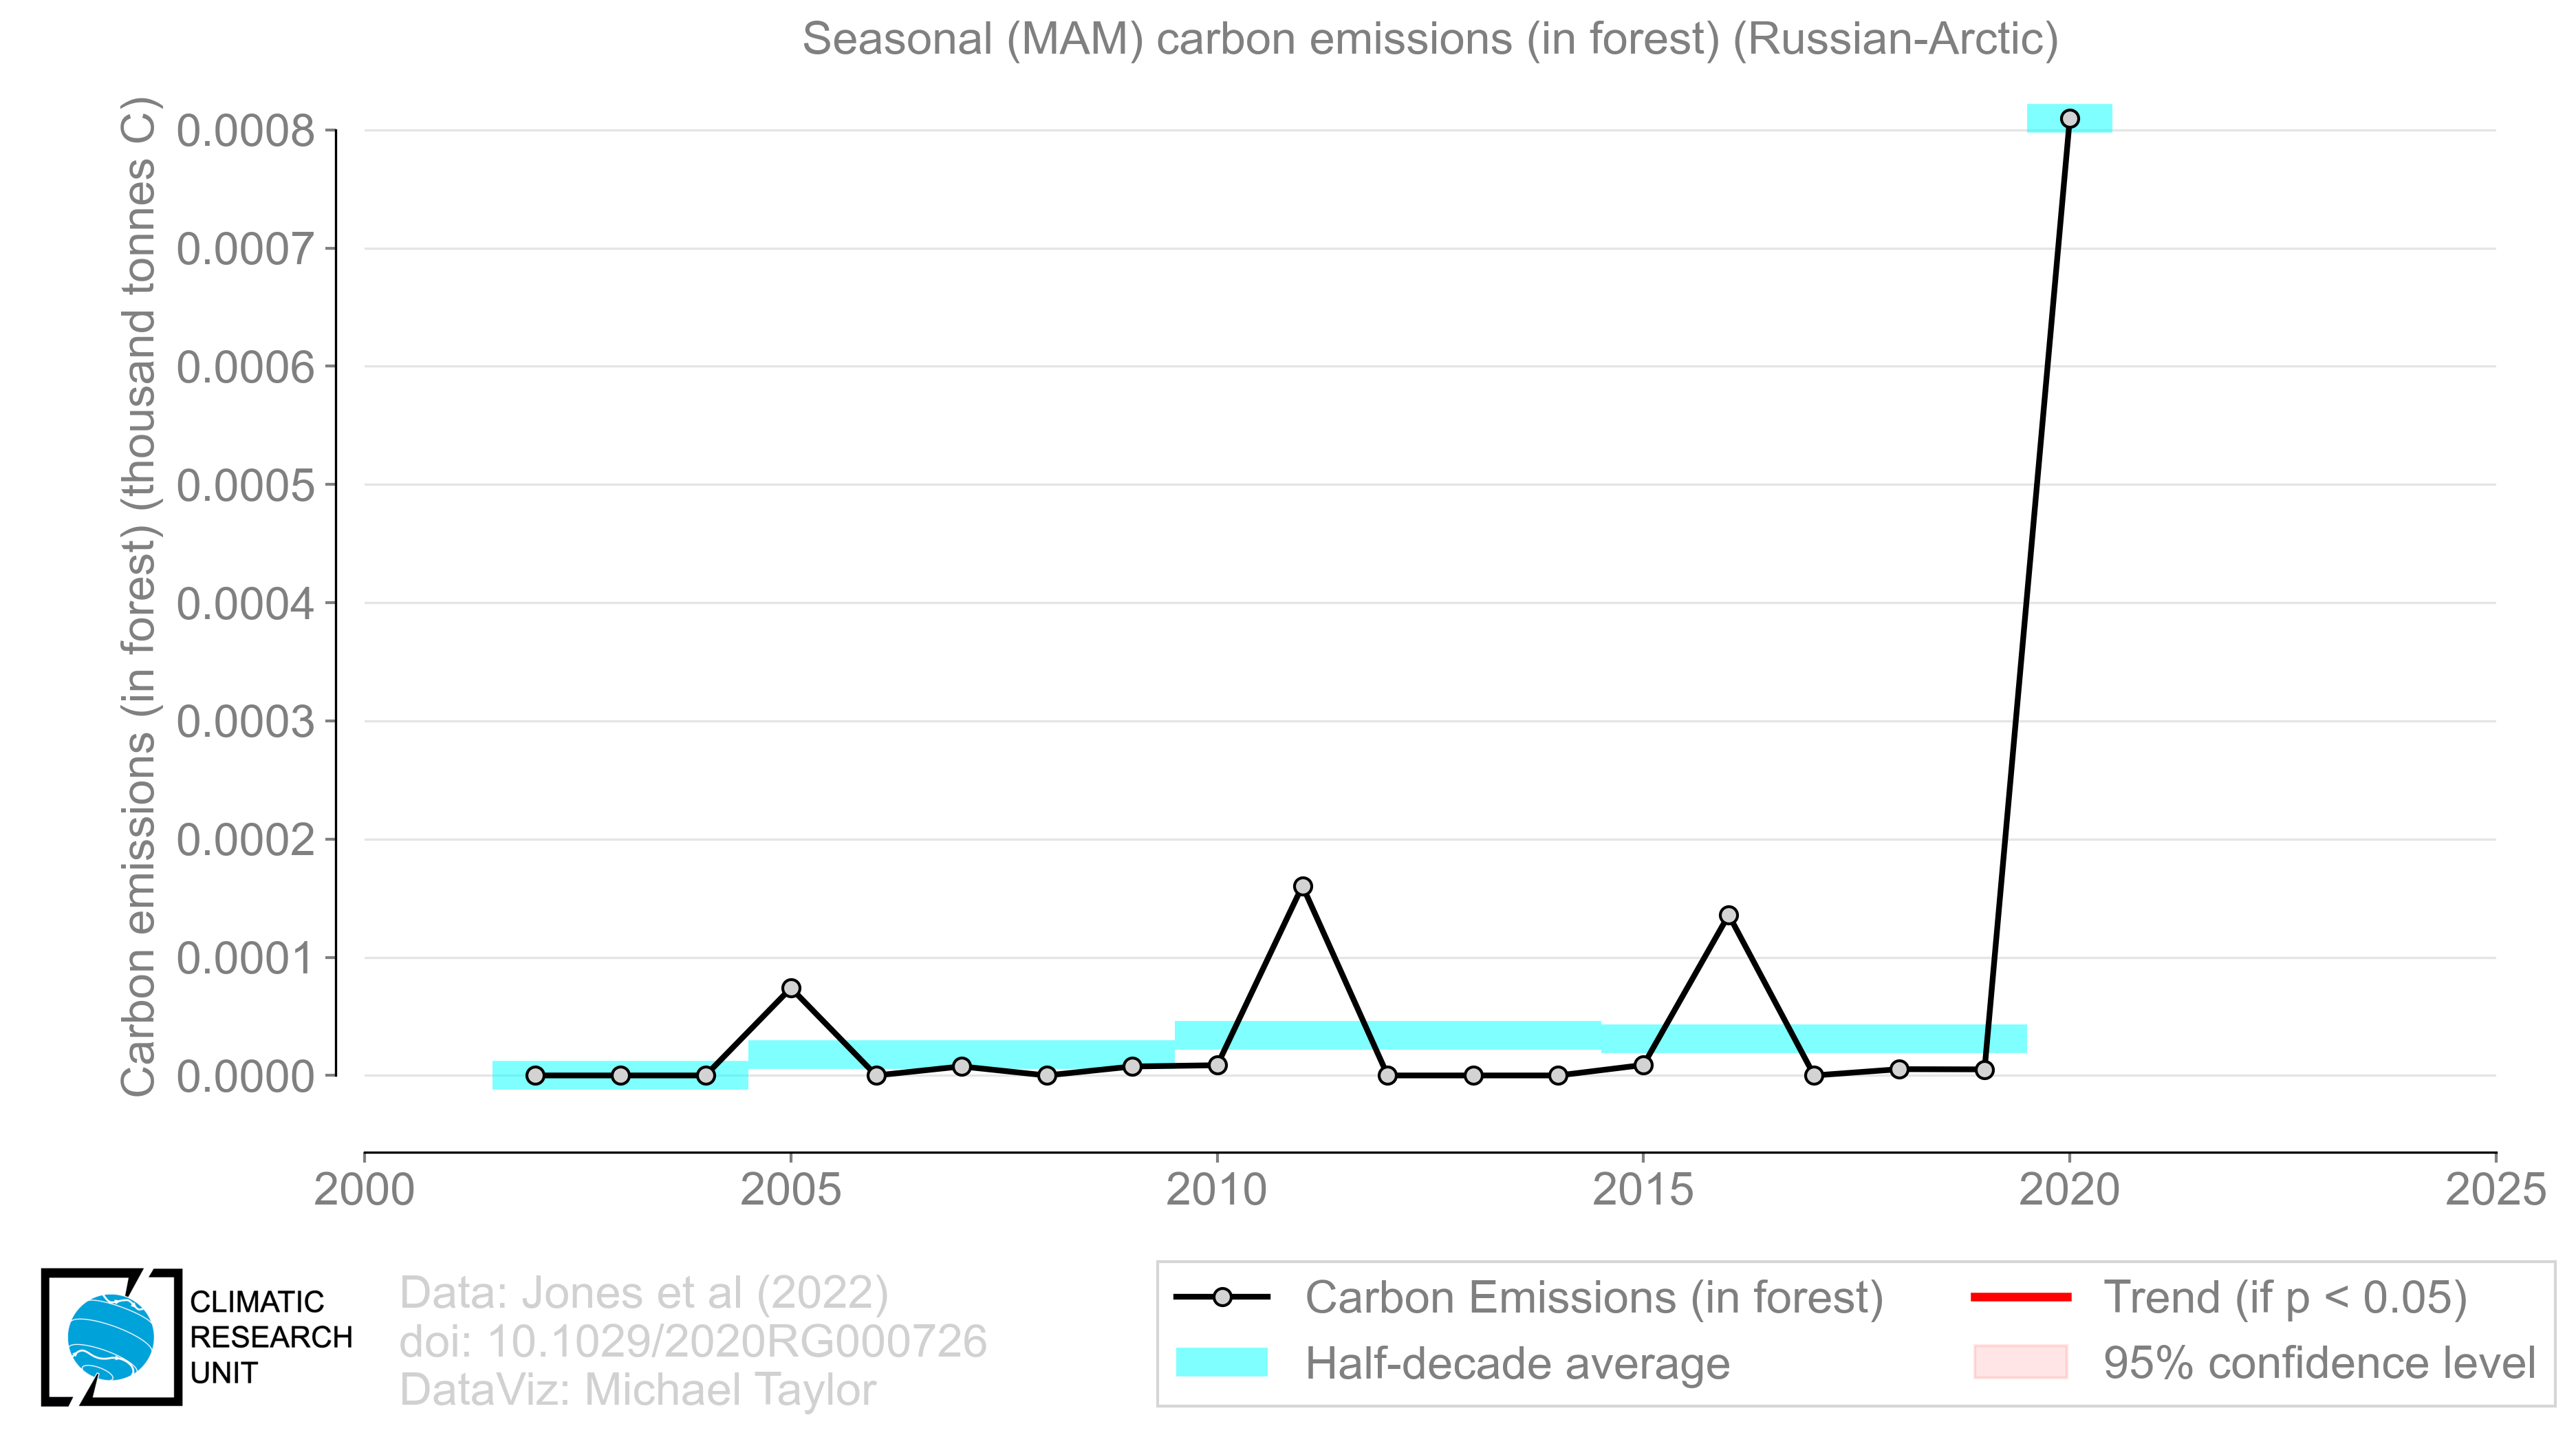 Seasonal (MAM) carbon emissions (in forest) (Russian-Arctic)
Carbon emissions (in forest) (thousand tonnes C)
0.0008
0.0007
0.0006
0.0005
0.0004
0.0003
0.0002
0.0001
0.0000
2000 2005 2010 2015 2020 2025
CLIMATIC
RESEARCH
UNIT
Data: Jones et al (2022)
doi: 10.1029/2020RG000726
DataViz: Michael Taylor
Carbon Emissions (in forest)
Half-decade average
Trend (if p < 0.05)
95% confidence level